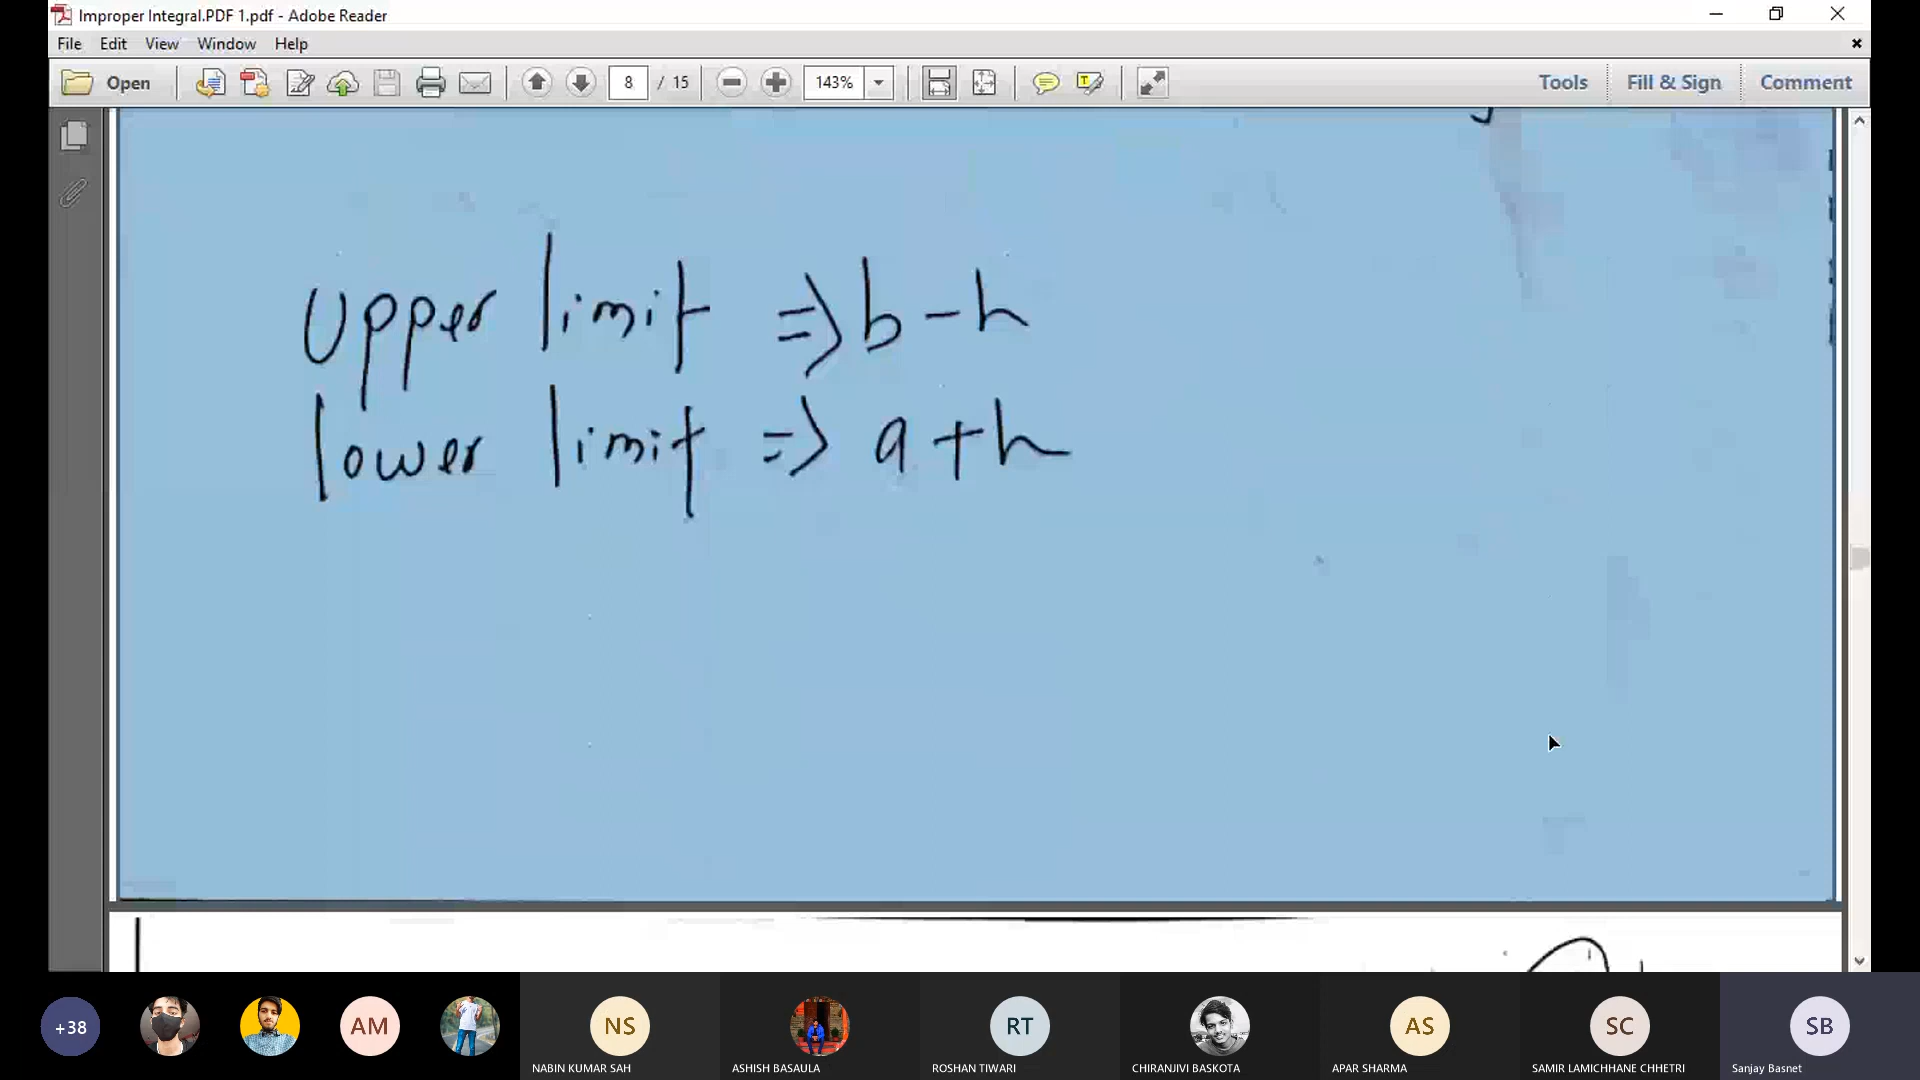 Improper Integral.PDF 1.pdf - Adobe Reader
File Edit View Window Help
Open 8 / 15 143% Tools Fill & Sign Comment
Upper limit => b-h
lower limit => a+h
+38 AM NS RT AS SC SB
NABIN KUMAR SAH ASHISH BASAULA ROSHAN TIWARI CHIRANJIVI BASKOTA APAR SHARMA SAMIR LAMICHHANE CHHETRI Sanjay Basnet